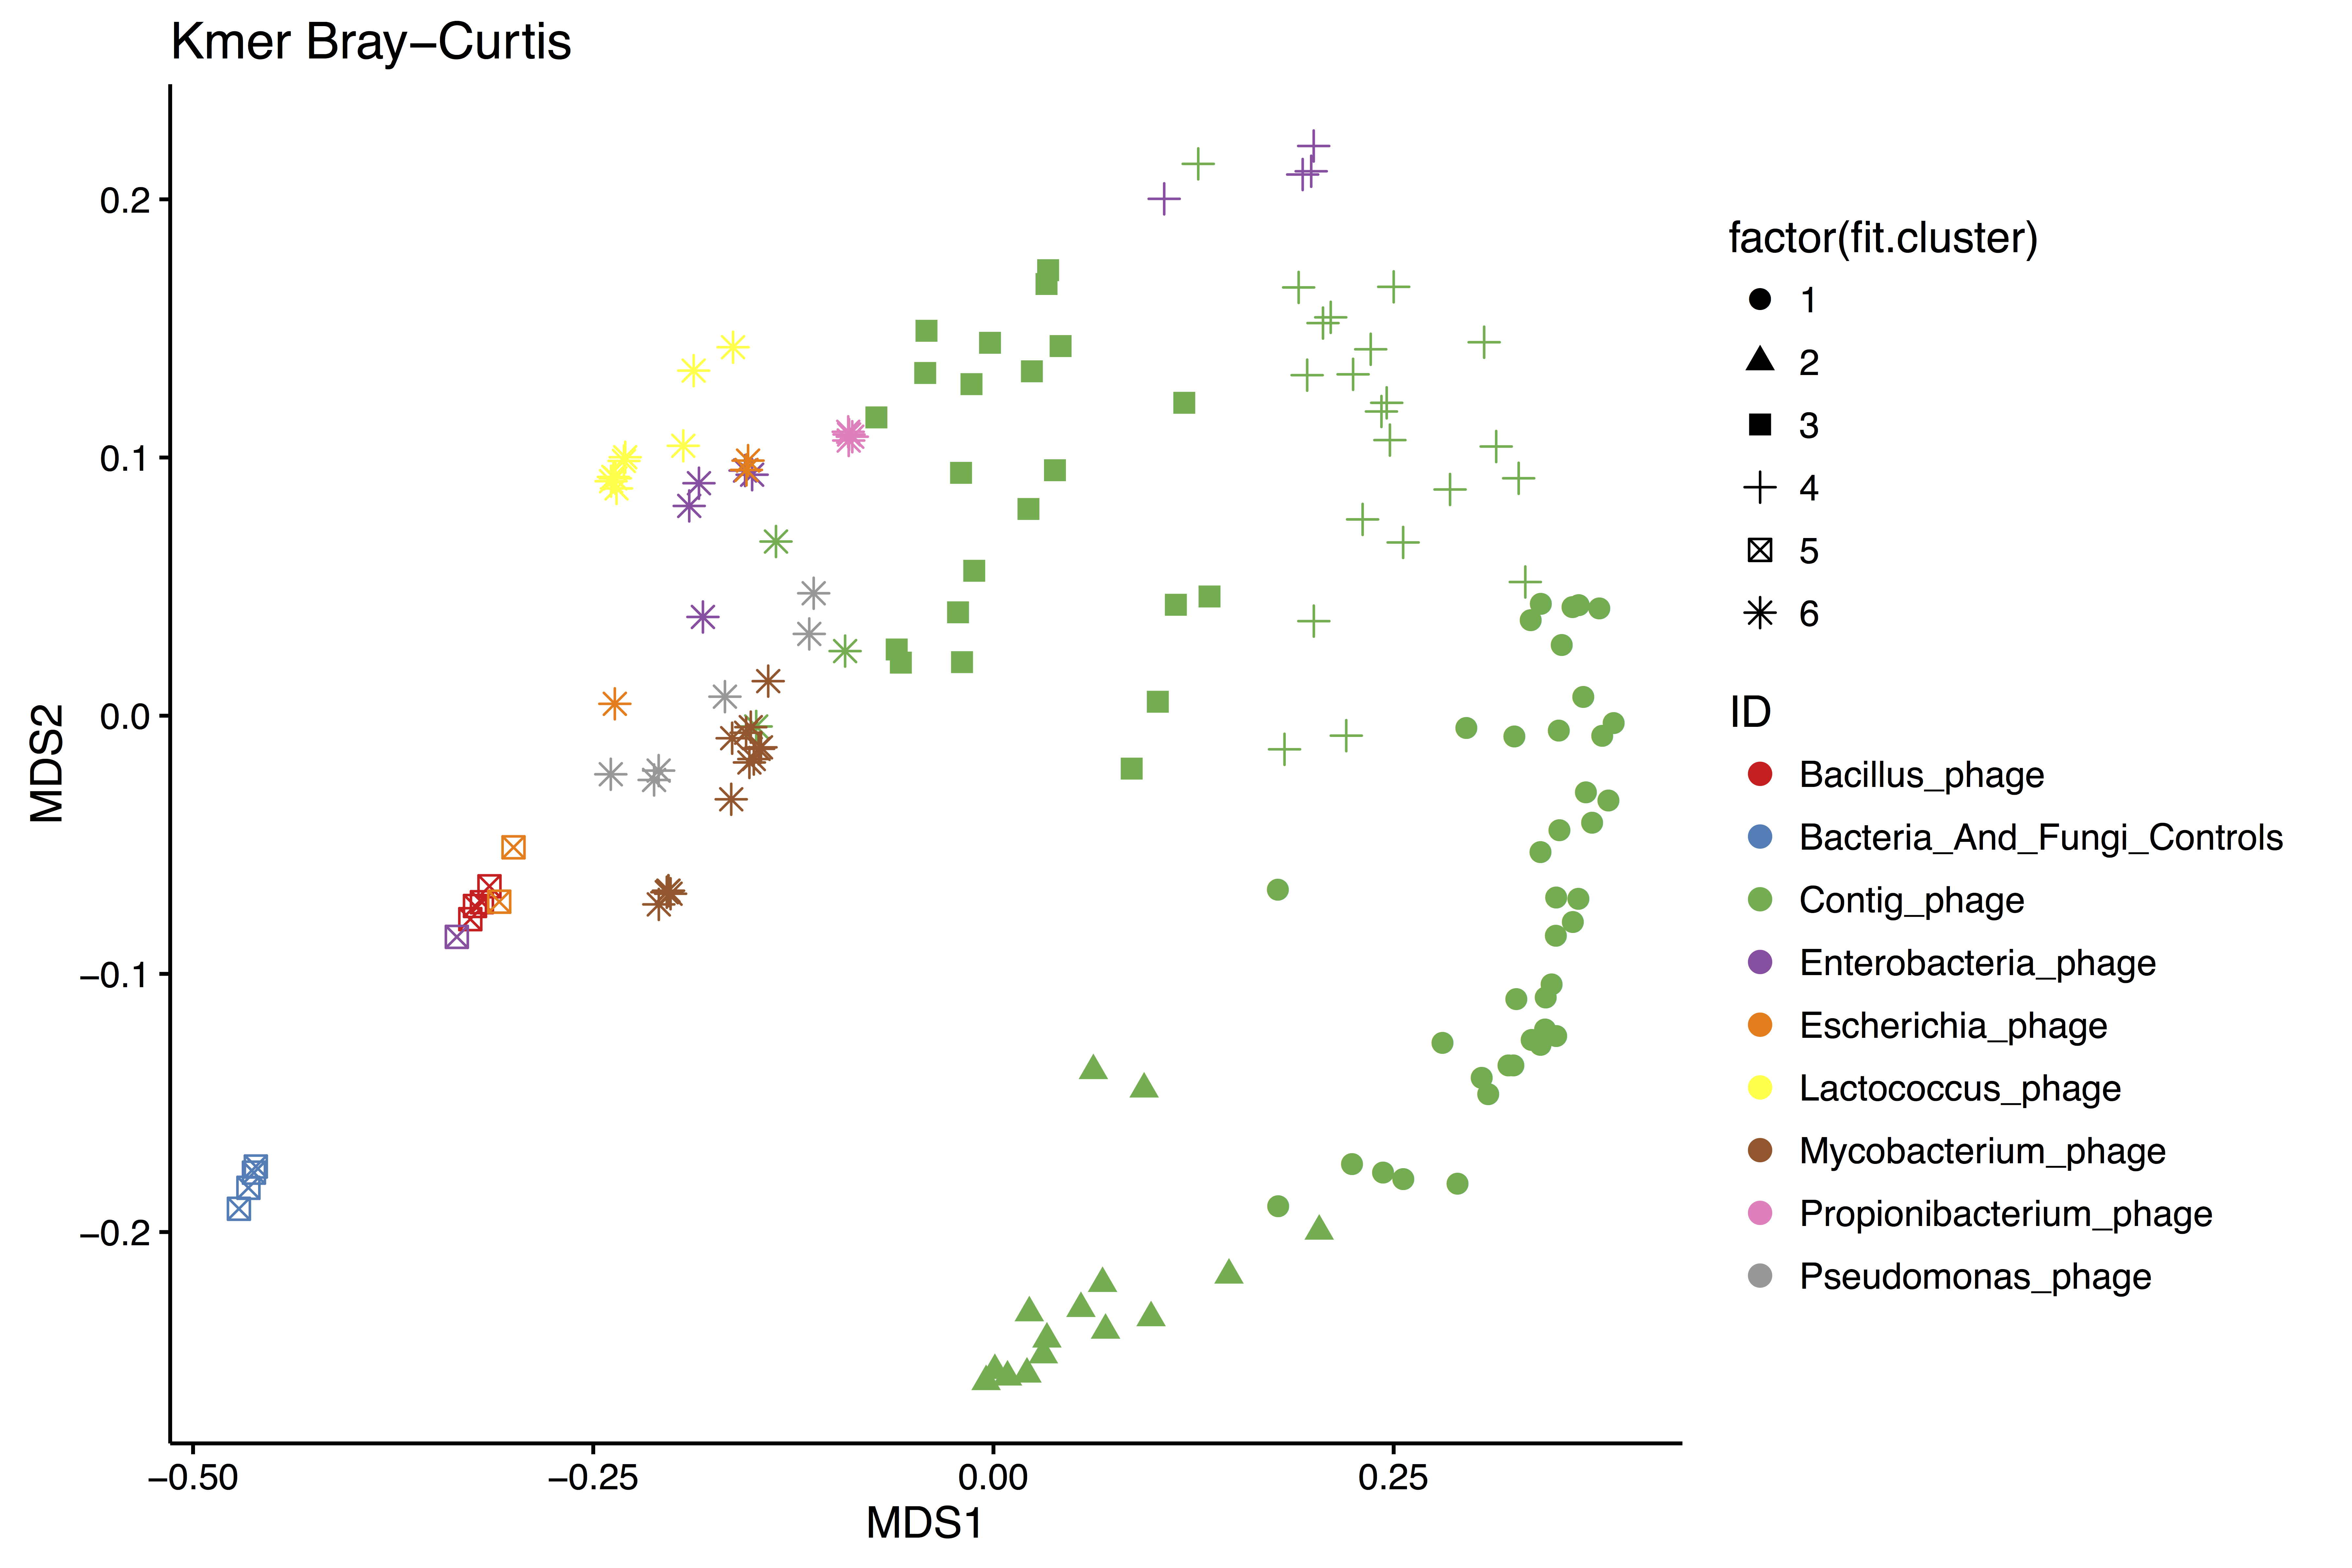 Kmer Bray−Curtis
0.2
0.1
0.0
−0.1
−0.2
MDS2
−0.50
−0.25
0.00
0.25
MDS1
factor(fit.cluster)
1
2
3
4
5
6
ID
Bacillus_phage
Bacteria_And_Fungi_Controls
Contig_phage
Enterobacteria_phage
Escherichia_phage
Lactococcus_phage
Mycobacterium_phage
Propionibacterium_phage
Pseudomonas_phage